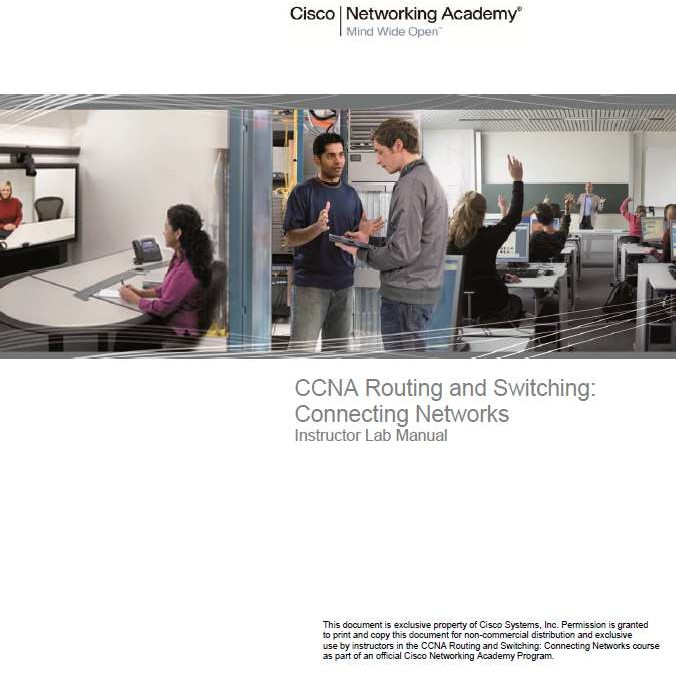 Cisco Networking Academy®
Mind Wide Open™
CCNA Routing and Switching:
Connecting Networks
Instructor Lab Manual
This document is exclusive property of Cisco Systems, Inc. Permission is granted
to print and copy this document for non-commercial distribution and exclusive
use by instructors in the CCNA Routing and Switching: Connecting Networks course
as part of an official Cisco Networking Academy Program.